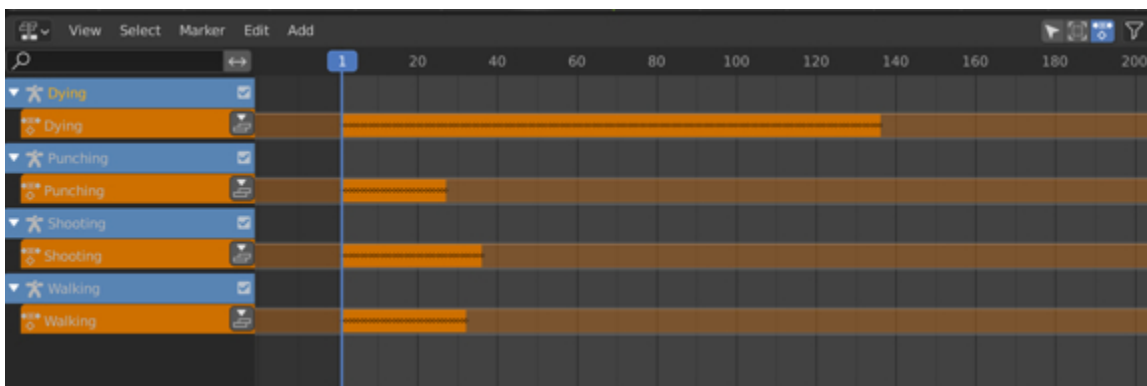 View Select Marker Edit Add
1 20 40 60 80 100 120 140 160 180 200
Dying
Dying
Punching
Punching
Shooting
Shooting
Walking
Walking